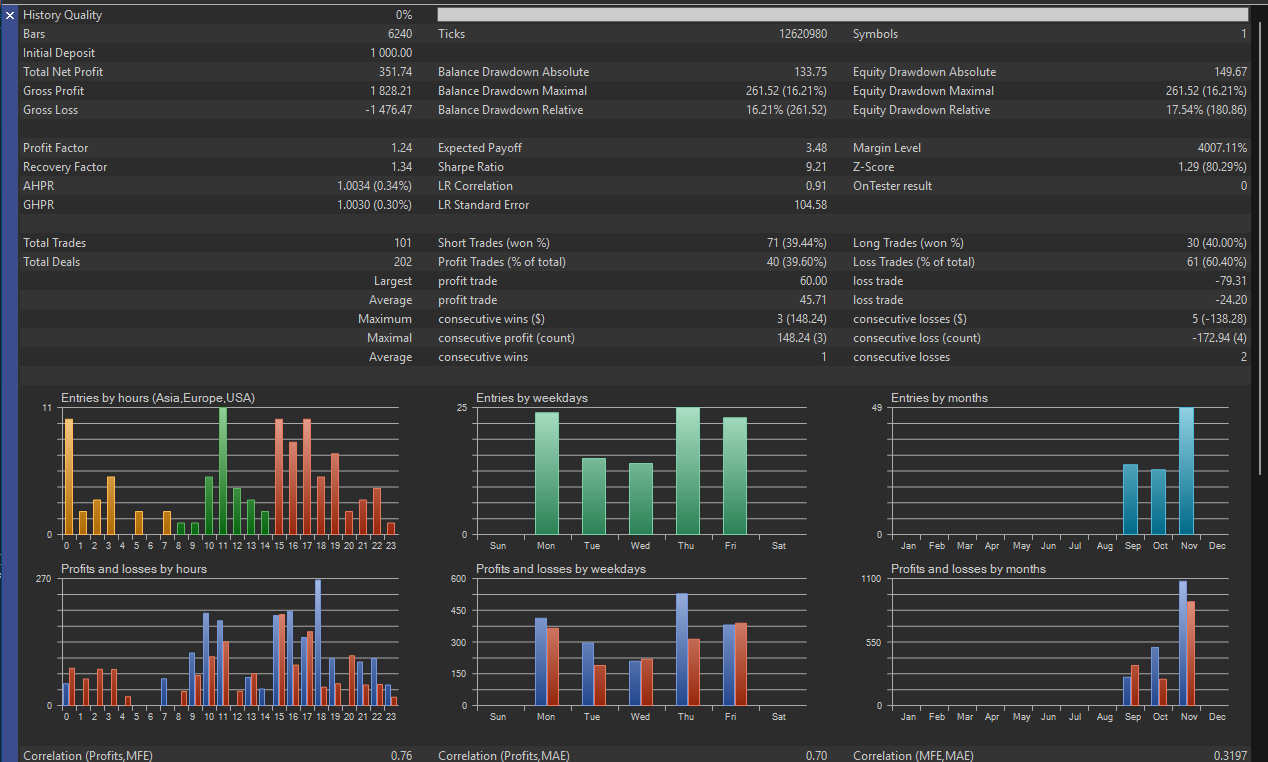 History Quality 0%
Bars 6240 Ticks 12620980 Symbols 1
Initial Deposit 1 000.00
Total Net Profit 351.74 Balance Drawdown Absolute 133.75 Equity Drawdown Absolute 149.67
Gross Profit 1 828.21 Balance Drawdown Maximal 261.52 (16.21%) Equity Drawdown Maximal 261.52 (16.21%)
Gross Loss -1 476.47 Balance Drawdown Relative 16.21% (261.52) Equity Drawdown Relative 17.54% (180.86)
Profit Factor 1.24 Expected Payoff 3.48 Margin Level 4007.11%
Recovery Factor 1.34 Sharpe Ratio 9.21 Z-Score 1.29 (80.29%)
AHPR 1.0034 (0.34%) LR Correlation 0.91 OnTester result 0
GHPR 1.0030 (0.30%) LR Standard Error 104.58
Total Trades 101 Short Trades (won %) 71 (39.44%) Long Trades (won %) 30 (40.00%)
Total Deals 202 Profit Trades (% of total) 40 (39.60%) Loss Trades (% of total) 61 (60.40%)
Largest profit trade 60.00 loss trade -79.31
Average profit trade 45.71 loss trade -24.20
Maximum consecutive wins ($) 3 (148.24) consecutive losses ($) 5 (-138.28)
Maximal consecutive profit (count) 148.24 (3) consecutive loss (count) -172.94 (4)
Average consecutive wins 1 consecutive losses 2
Entries by hours (Asia,Europe,USA) Entries by weekdays Entries by months
11 25 49
0 0 0
0 1 2 3 4 5 6 7 8 9 10 11 12 13 14 15 16 17 18 19 20 21 22 23 Sun Mon Tue Wed Thu Fri Sat Jan Feb Mar Apr May Jun Jul Aug Sep Oct Nov Dec
Profits and losses by hours Profits and losses by weekdays Profits and losses by months
270 600 1100
450
300 550
150
0 0 0
0 1 2 3 4 5 6 7 8 9 10 11 12 13 14 15 16 17 18 19 20 21 22 23 Sun Mon Tue Wed Thu Fri Sat Jan Feb Mar Apr May Jun Jul Aug Sep Oct Nov Dec
Correlation (Profits,MFE) 0.76 Correlation (Profits,MAE) 0.70 Correlation (MFE,MAE) 0.3197